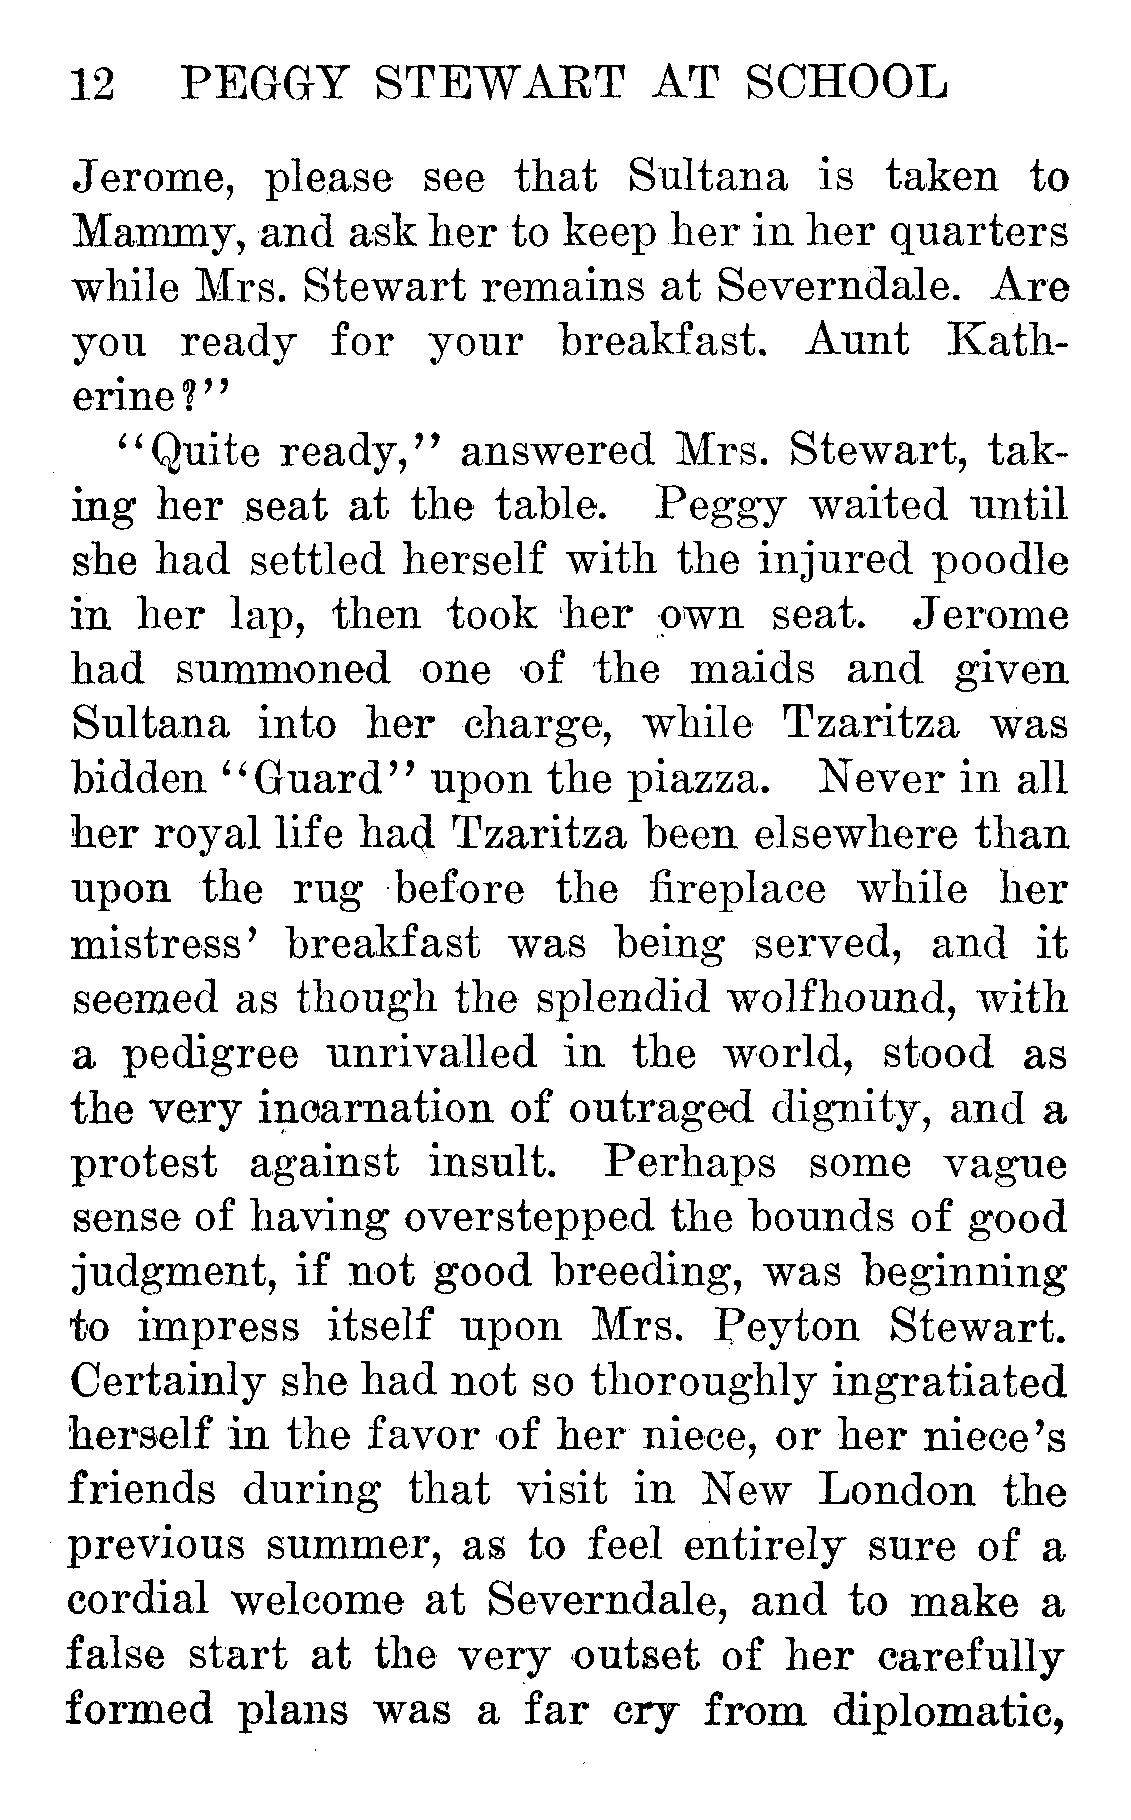 12 PEGGY STEWART AT SCHOOL
Jerome, please see that Sultana is taken to
Mammy, and ask her to keep her in her quarters
while Mrs. Stewart remains at Severndale. Are
you ready for your breakfast. Aunt Kath-
erine?''
''Quite ready,'' answered Mrs. Stewart, tak-
ing her seat at the table. Peggy waited until
she had settled herself with the injured poodle
in her lap, then took her own seat. Jerome
had summoned one of the maids and given
Sultana into her charge, while Tzaritza was
bidden ''Guard'' upon the piazza. Never in all
her royal life had Tzaritza been elsewhere than
upon the rug before the fireplace while her
mistress' breakfast was being served, and it
seemed as though the splendid wolfhound, with
a pedigree unrivalled in the world, stood as
the very incarnation of outraged dignity, and a
protest against insult. Perhaps some vague
sense of having overstepped the bounds of good
judgment, if not good breeding, was beginning
to impress itself upon Mrs. Peyton Stewart.
Certainly she had not so thoroughly ingratiated
herself in the favor of her niece, or her niece's
friends during that visit in New London the
previous summer, as to feel entirely sure of a
cordial welcome at Severndale, and to make a
false start at the very outset of her carefully
formed plans was a far cry from diplomatic,